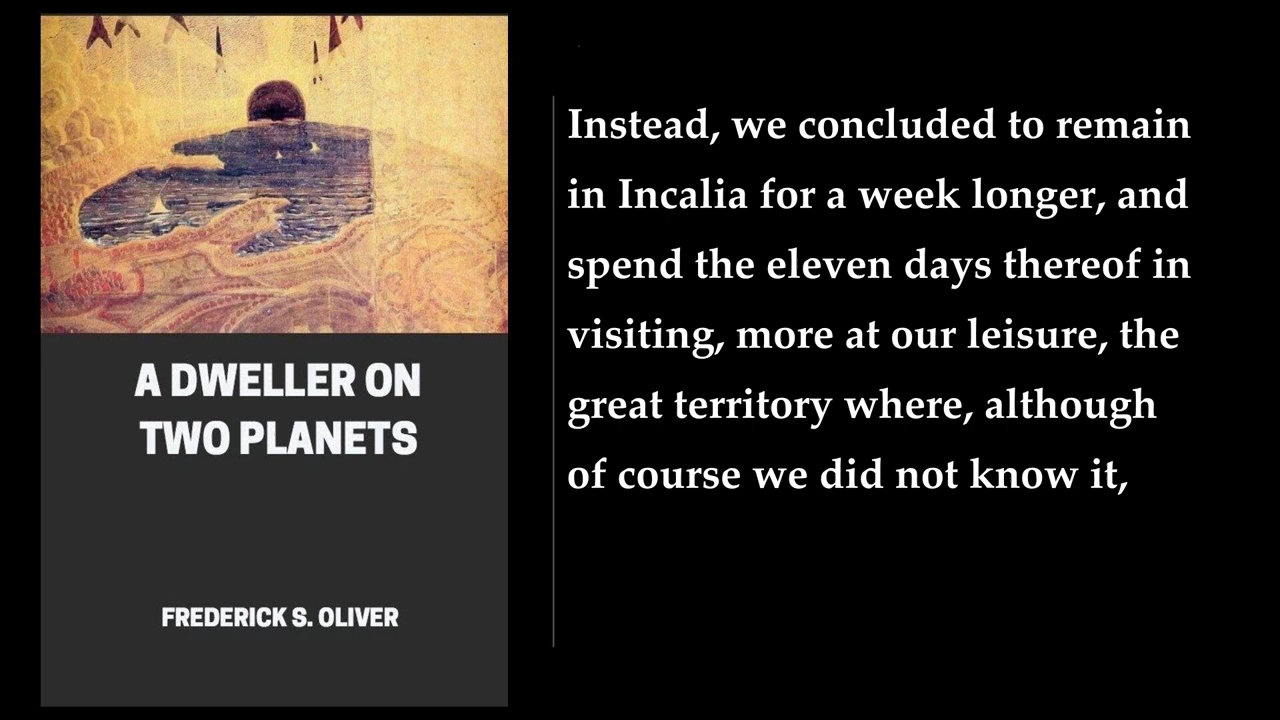 A DWELLER ON
TWO PLANETS
FREDERICK S. OLIVER
Instead, we concluded to remain
in Incalia for a week longer, and
spend the eleven days thereof in
visiting, more at our leisure, the
great territory where, although
of course we did not know it,